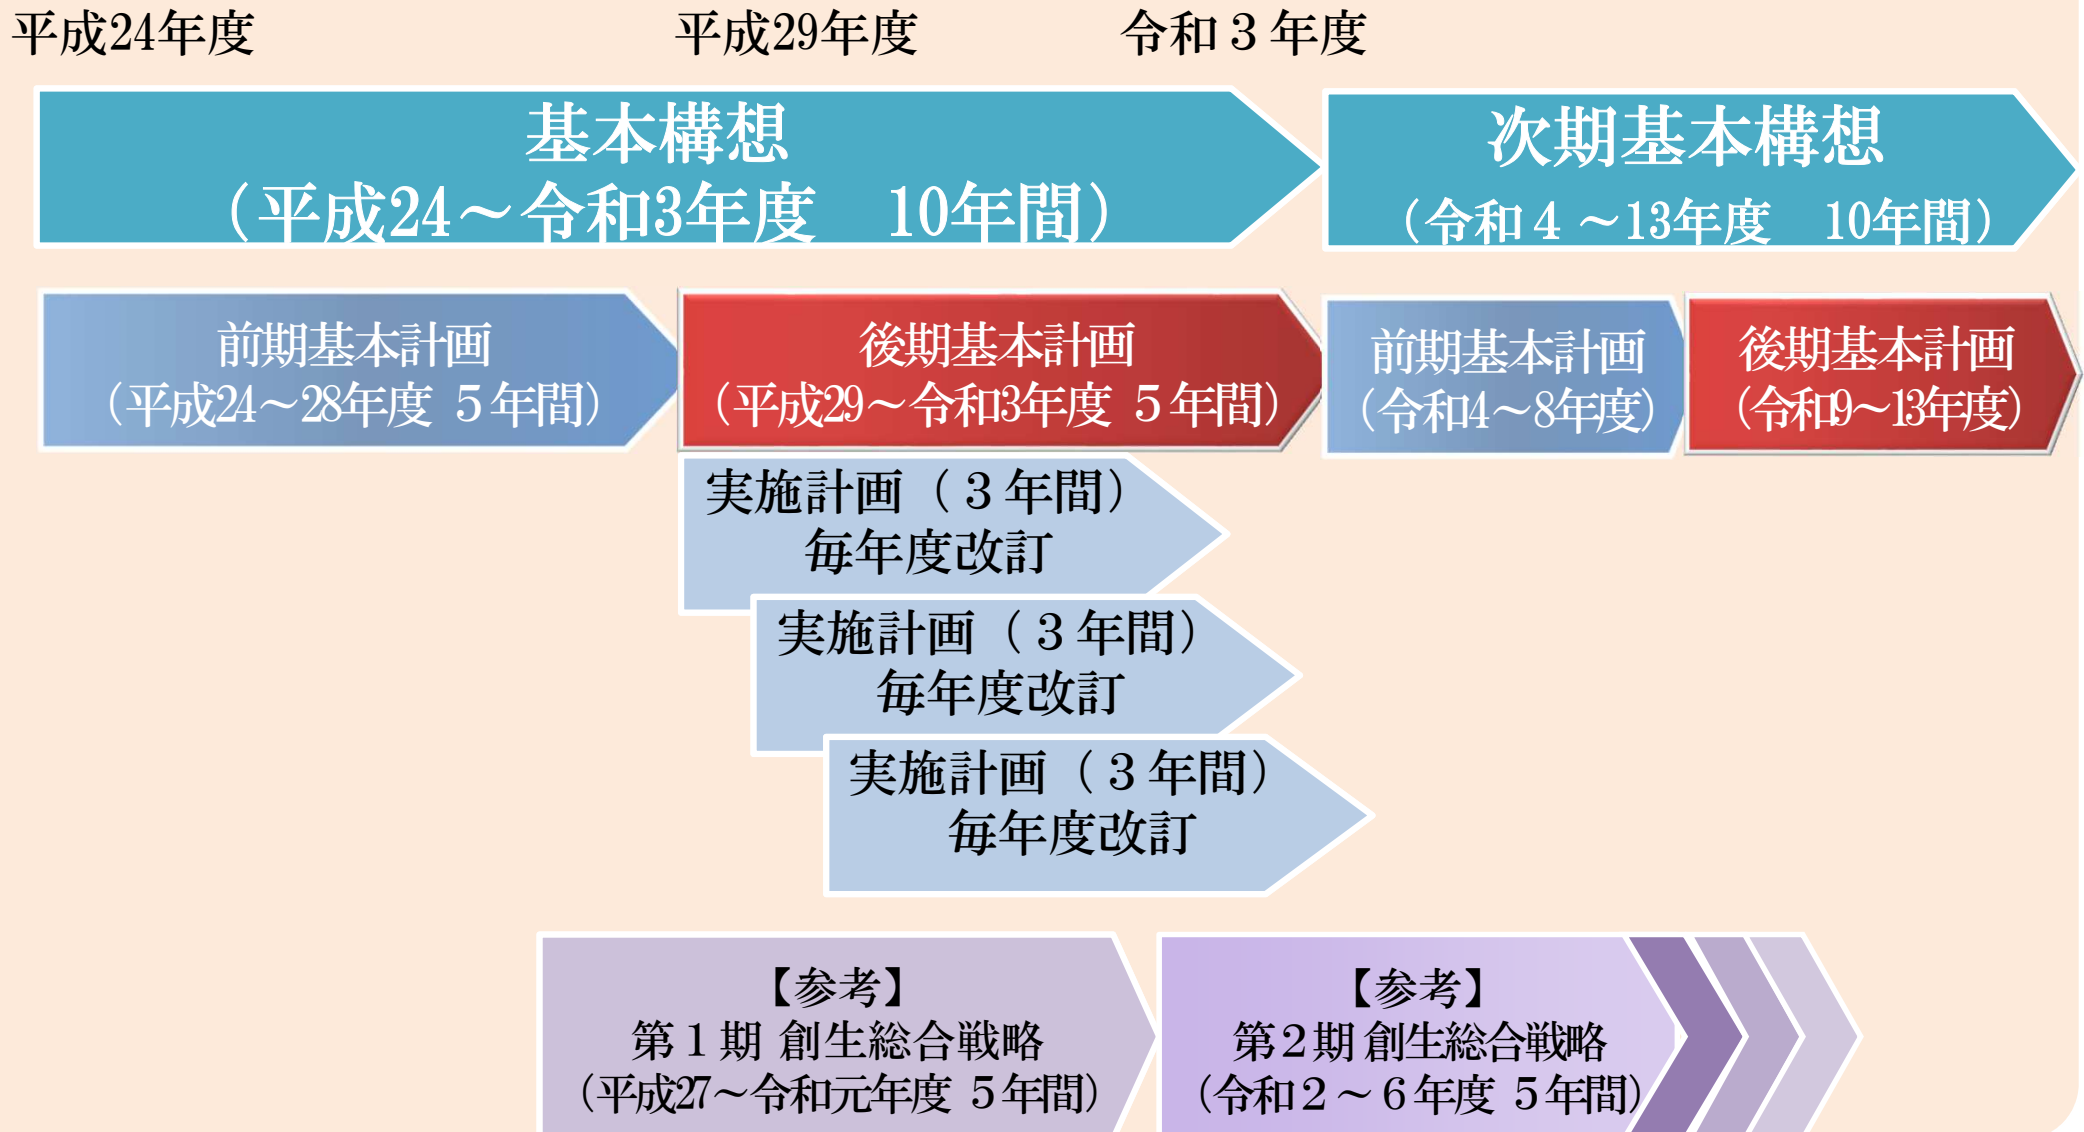 平成24年度
平成29年度
令和３年度
基本構想
（平成24～令和3年度　10年間）
次期基本構想
（令和４～13年度　10年間）
前期基本計画
（平成24～28年度 ５年間）
後期基本計画
（平成29～令和3年度 ５年間）
前期基本計画
（令和4～8年度）
後期基本計画
（令和9～13年度）
実施計画（３年間）
毎年度改訂
実施計画（３年間）
毎年度改訂
実施計画（３年間）
毎年度改訂
【参考】
第１期 創生総合戦略
（平成27～令和元年度 ５年間）
【参考】
第２期 創生総合戦略
（令和２～６年度 ５年間）